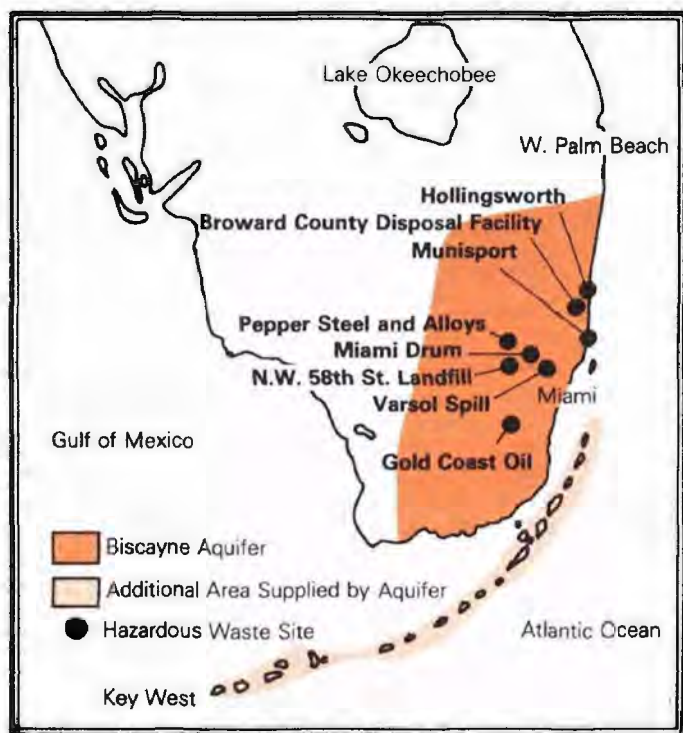 Lake Okeechobee
W. Palm Beach
Hollingsworth
Broward County Disposal Facility
Munisport
Pepper Steel and Alloys
Miami Drum
N.W. 58th St. Landfill
Varsol Spill
Miami
Gulf of Mexico
Gold Coast Oil
Biscayne Aquifer
Additional Area Supplied by Aquifer
Hazardous Waste Site
Atlantic Ocean
Key West